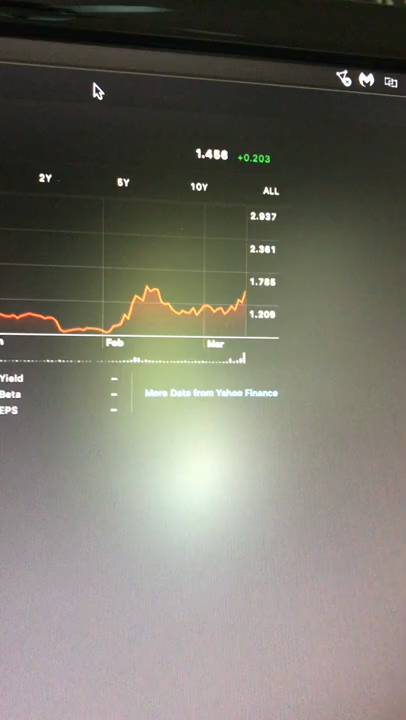 1.456 +0.203
2Y 5Y 10Y ALL
2.937
2.361
1.785
1.209
Feb Mar
Yield –
Beta –
EPS –
More Data from Yahoo Finance